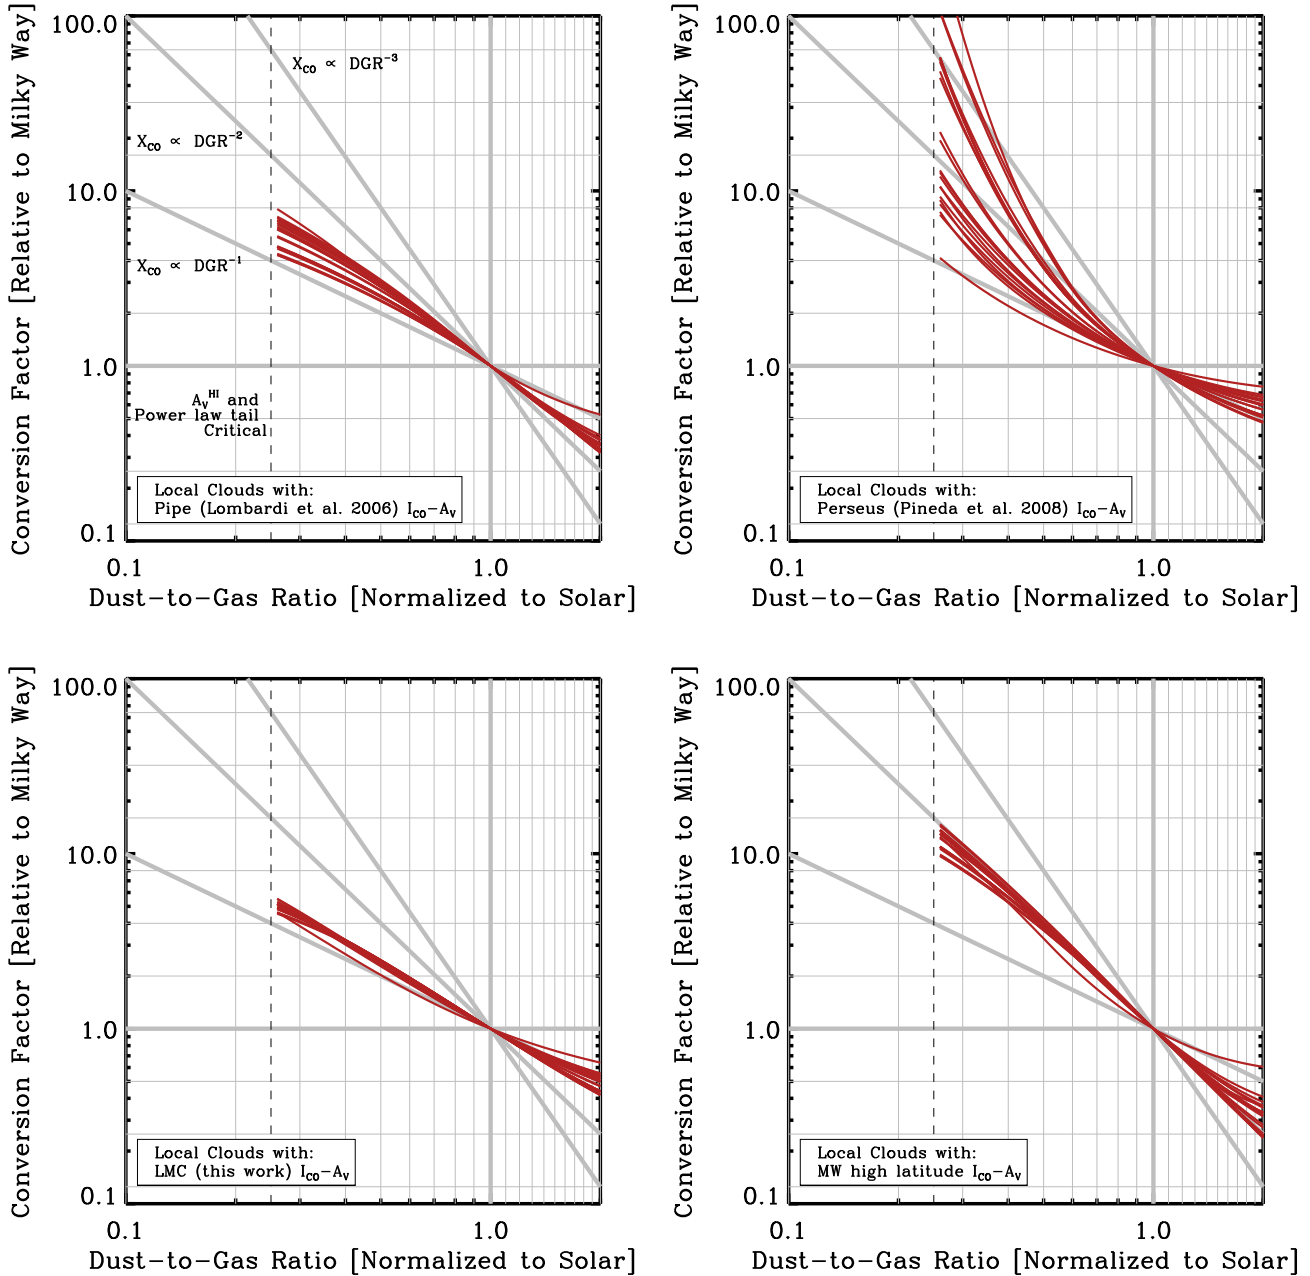 Conversion Factor [Relative to Milky Way]
100.0
10.0
1.0
0.1
X_CO ∝ DGR⁻³
X_CO ∝ DGR⁻²
X_CO ∝ DGR⁻¹
A_V^HI and
Power law tail
Critical
Local Clouds with:
Pipe (Lombardi et al. 2006) I_CO–A_V
0.1
1.0
Dust-to-Gas Ratio [Normalized to Solar]
Conversion Factor [Relative to Milky Way]
100.0
10.0
1.0
0.1
Local Clouds with:
Perseus (Pineda et al. 2008) I_CO–A_V
0.1
1.0
Dust-to-Gas Ratio [Normalized to Solar]
Conversion Factor [Relative to Milky Way]
100.0
10.0
1.0
0.1
Local Clouds with:
LMC (this work) I_CO–A_V
0.1
1.0
Dust-to-Gas Ratio [Normalized to Solar]
Conversion Factor [Relative to Milky Way]
100.0
10.0
1.0
0.1
Local Clouds with:
MW high latitude I_CO–A_V
0.1
1.0
Dust-to-Gas Ratio [Normalized to Solar]